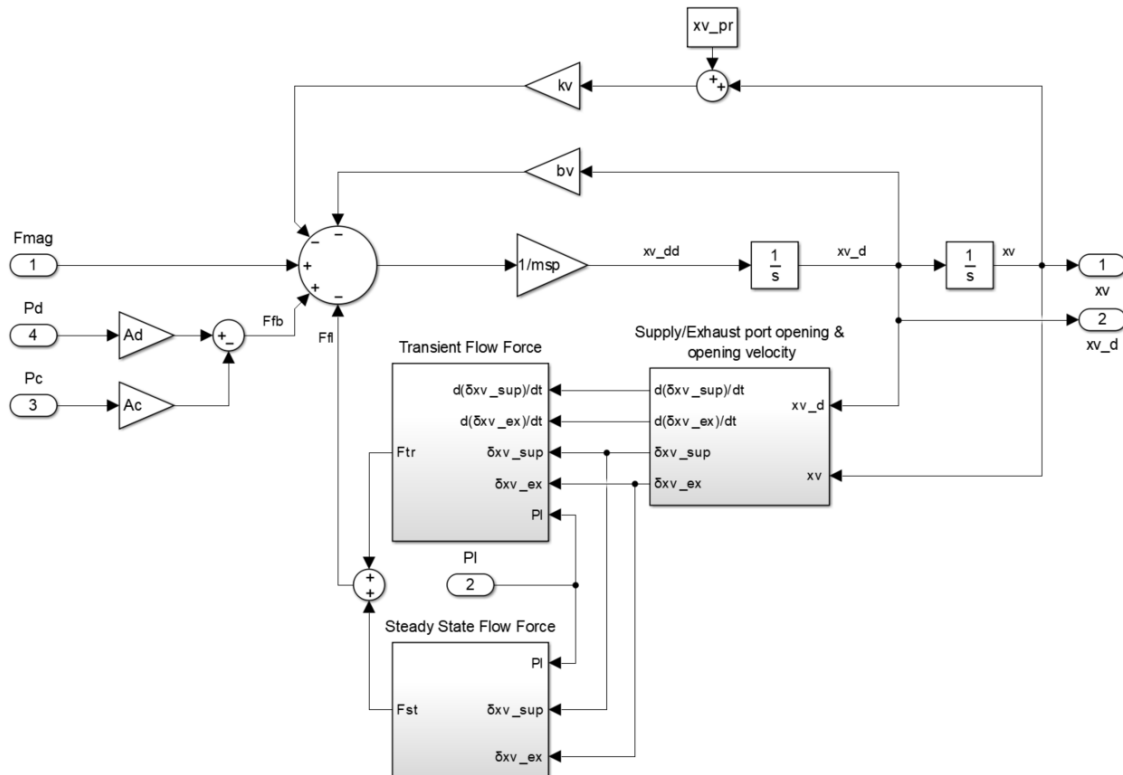 xv_pr
+
+
kv
bv
−
−
+
+
−
Fmag
1
Pd
4
Ad
+
−
Ffb
Pc
3
Ac
Ffl
1/msp
xv_dd
1
s
xv_d
1
s
xv
1
xv
2
xv_d
Transient Flow Force
d(δxv_sup)/dt
d(δxv_ex)/dt
Ftr
δxv_sup
δxv_ex
Pl
Supply/Exhaust port opening &
opening velocity
d(δxv_sup)/dt
xv_d
d(δxv_ex)/dt
δxv_sup
xv
δxv_ex
Pl
2
+
+
Steady State Flow Force
Pl
Fst
δxv_sup
δxv_ex